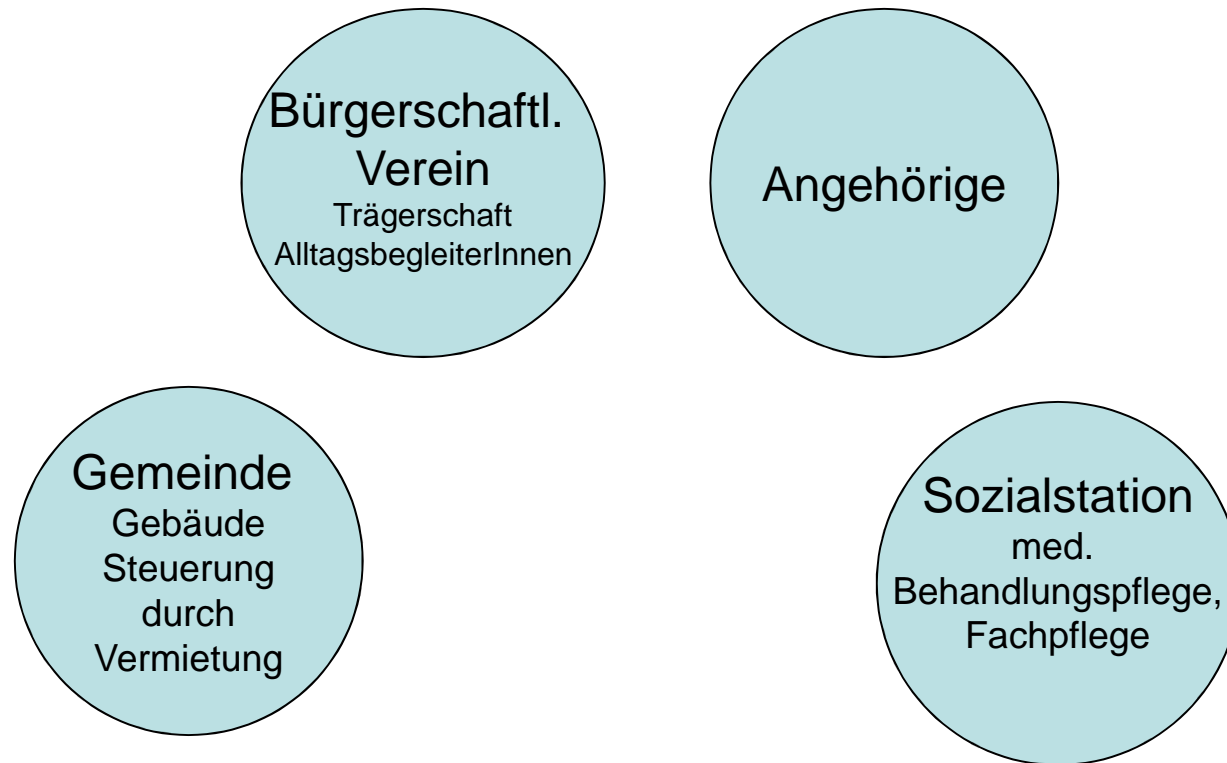 Bürgerschaftl.
Verein
Trägerschaft
AlltagsbegleiterInnen
Angehörige
Gemeinde
Gebäude
Steuerung
durch
Vermietung
Sozialstation
med.
Behandlungspflege,
Fachpflege